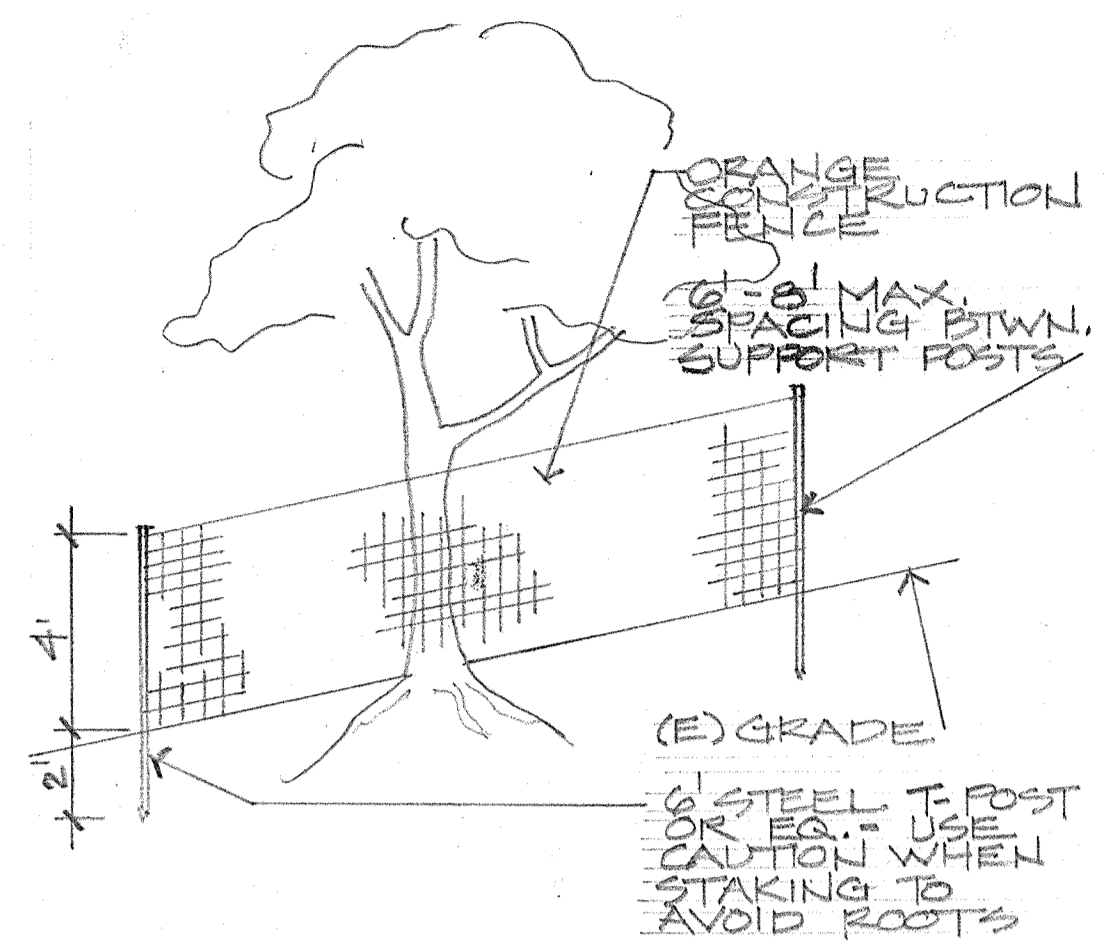 ORANGE
CONSTRUCTION
FENCE
6'-8' MAX.
SPACING BTWN.
SUPPORT POSTS
4'
2'
(E) GRADE
6' STEEL T-POST
OR EQ. - USE
CAUTION WHEN
STAKING TO
AVOID ROOTS